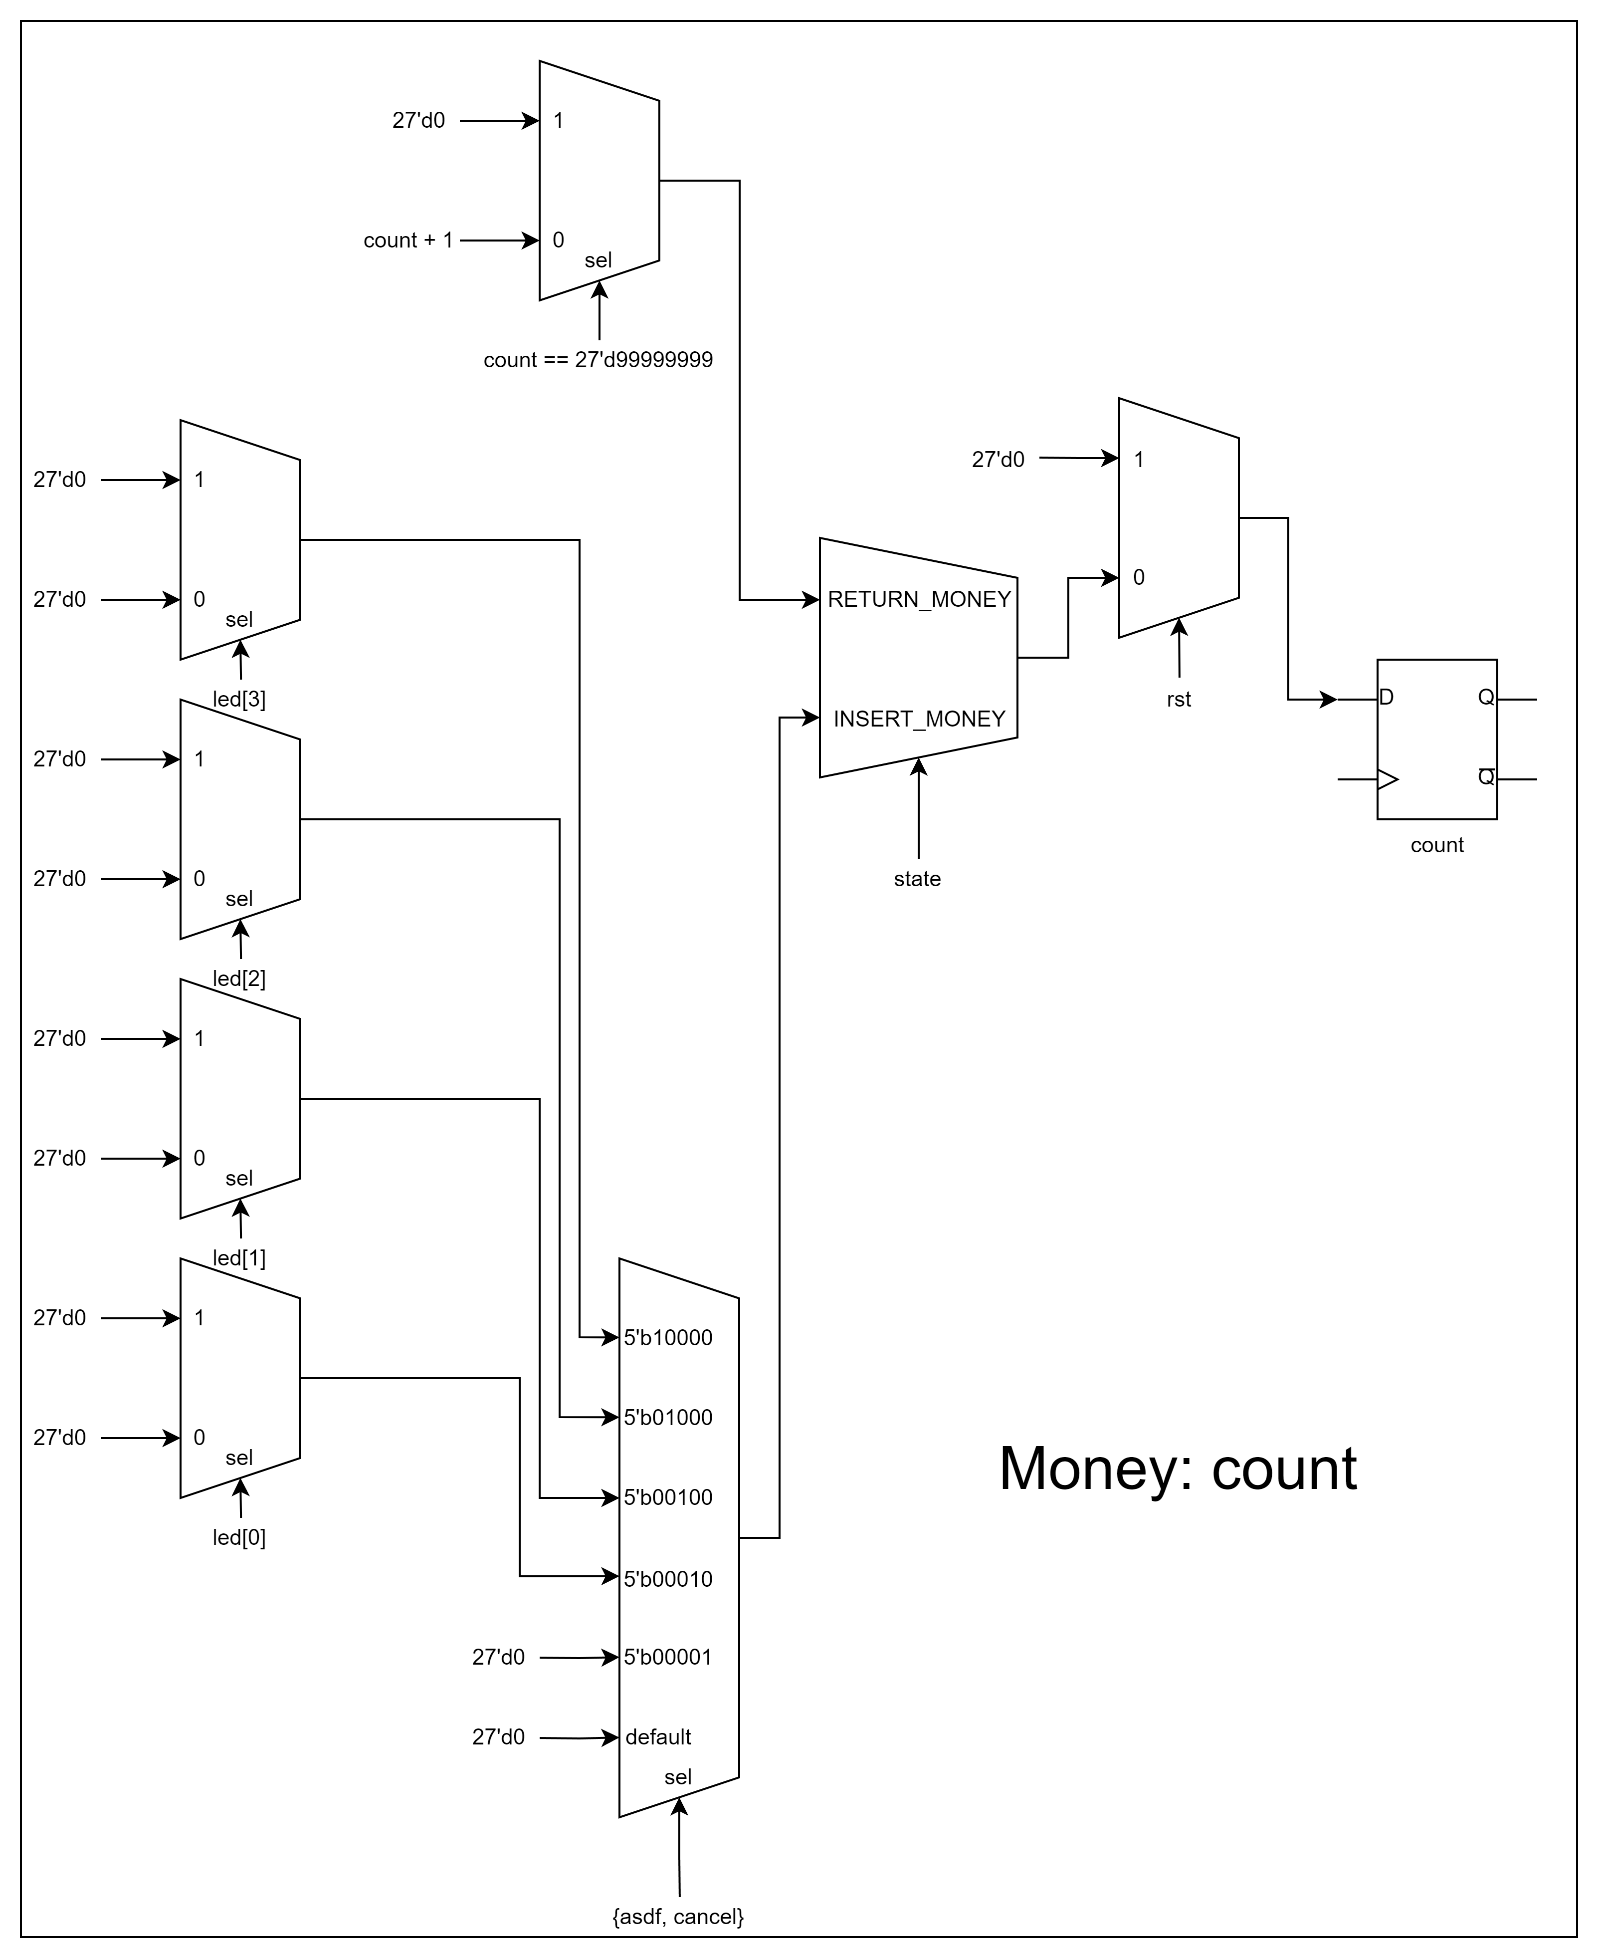 27'd0
1
count + 1
0
sel
count == 27'd99999999
27'd0
1
27'd0
0
sel
led[3]
27'd0
1
27'd0
0
sel
led[2]
27'd0
1
27'd0
0
sel
led[1]
27'd0
1
27'd0
0
sel
led[0]
5'b10000
5'b01000
5'b00100
5'b00010
27'd0
5'b00001
27'd0
default
sel
{asdf, cancel}
RETURN_MONEY
INSERT_MONEY
state
27'd0
1
0
rst
D
Q
Q
count
Money: count